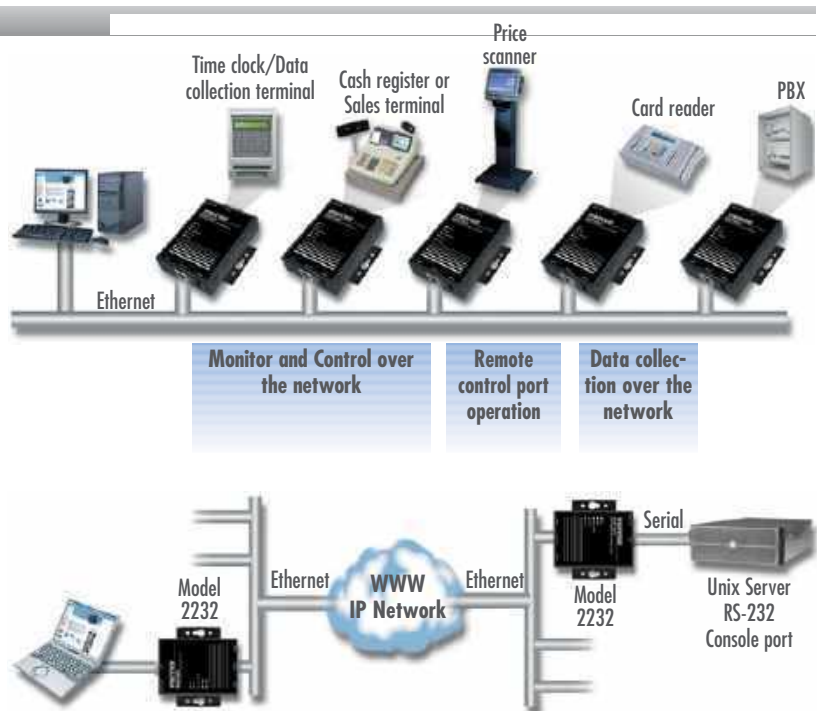 Price
scanner
Time clock/Data
collection terminal
Cash register or
Sales terminal
Card reader
PBX
Ethernet
Monitor and Control over
the network
Remote
control port
operation
Data collec-
tion over the
network
Model
2232
Ethernet
WWW
IP Network
Ethernet
Model
2232
Serial
Unix Server
RS-232
Console port